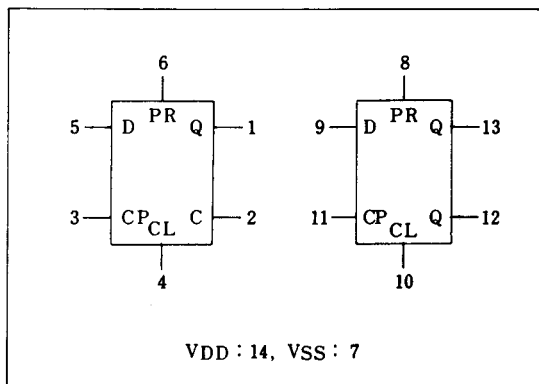 6 8
5 D PR Q 1 9 D PR Q 13
3 CP CL C 2 11 CP CL Q 12
4 10
VDD : 14, VSS : 7